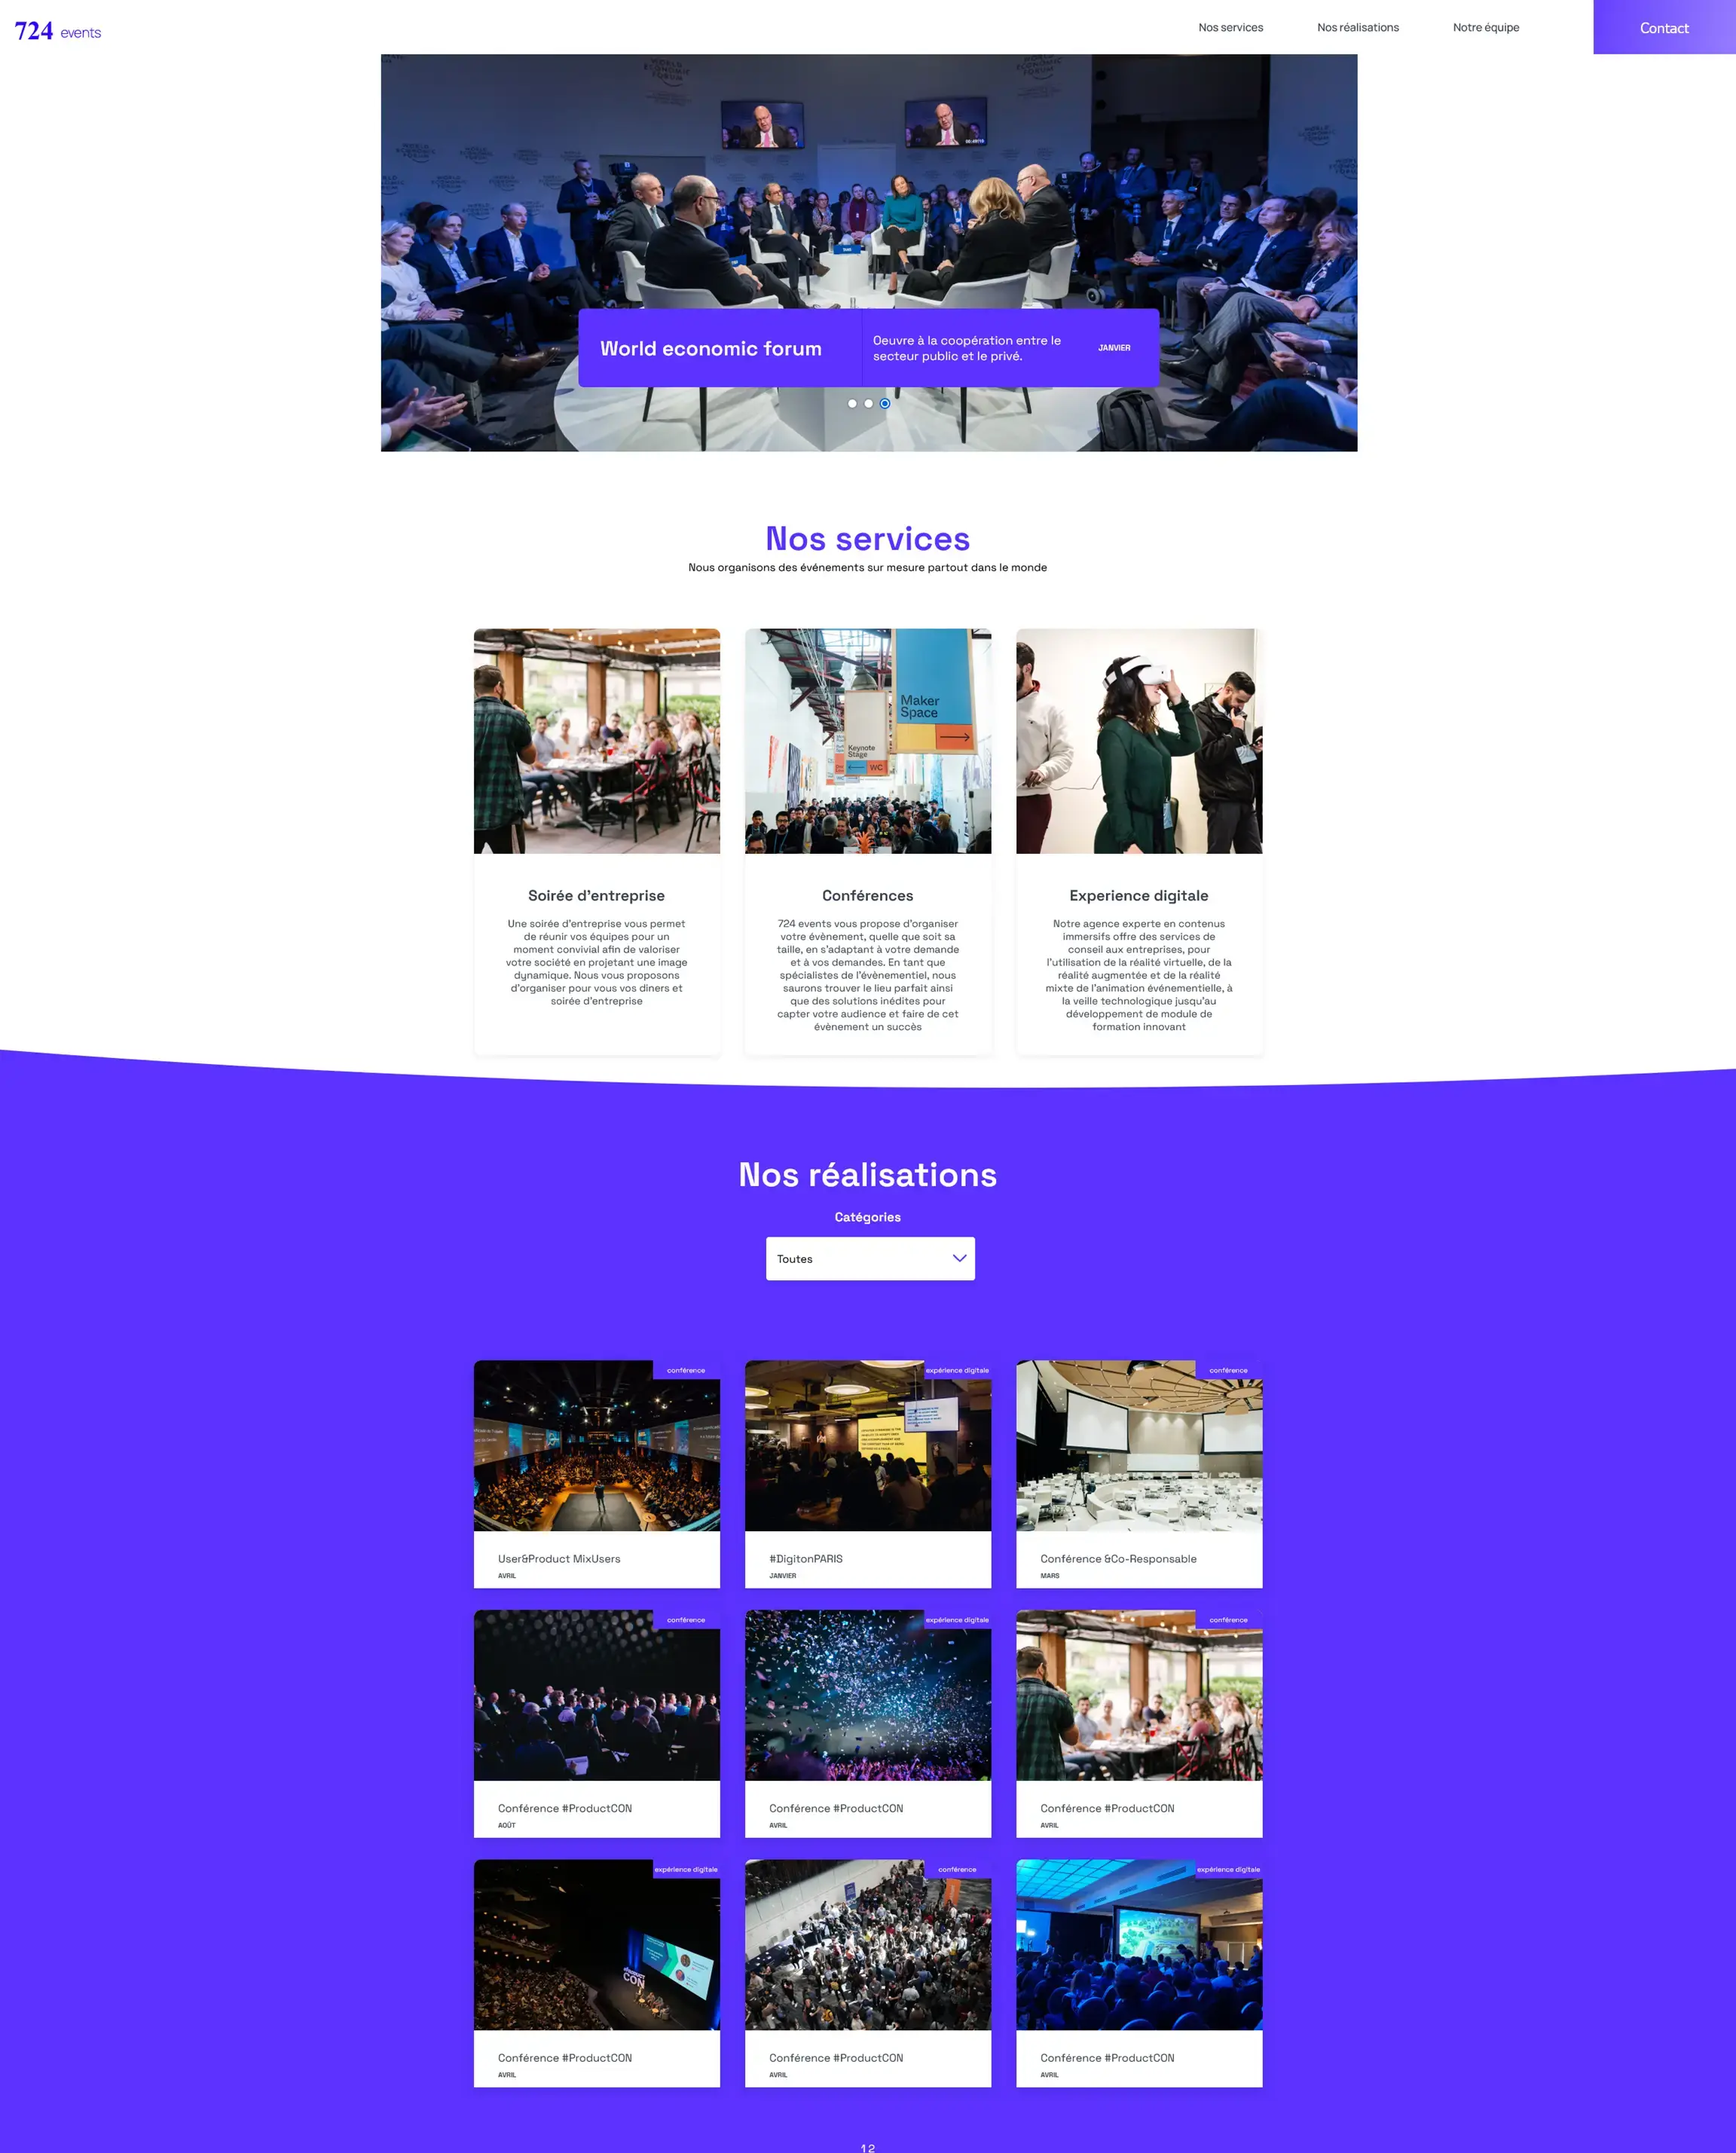 724 events
Nos services
Nos réalisations
Notre équipe
Contact
World economic forum
Oeuvre à la coopération entre le
secteur public et le privé.
JANVIER
Nos services
Nous organisons des événements sur mesure partout dans le monde
Maker
Space
Keynote
Stage
WC
Soirée d'entreprise
Une soirée d'entreprise vous permet
de réunir vos équipes pour un
moment convivial afin de valoriser
votre société en projetant une image
dynamique. Nous vous proposons
d'organiser pour vous vos diners et
soirée d'entreprise
Conférences
724 events vous propose d'organiser
votre évènement, quelle que soit sa
taille, en s'adaptant à votre demande
et à vos demandes. En tant que
spécialistes de l'évènementiel, nous
saurons trouver le lieu parfait ainsi
que des solutions inédites pour
capter votre audience et faire de cet
évènement un succès
Experience digitale
Notre agence experte en contenus
immersifs offre des services de
conseil aux entreprises, pour
l'utilisation de la réalité virtuelle, de la
réalité augmentée et de la réalité
mixte de l'animation événementielle, à
la veille technologique jusqu'au
développement de module de
formation innovant
Nos réalisations
Catégories
Toutes
conférence
expérience digitale
conférence
User&Product MixUsers
AVRIL
#DigitonPARIS
JANVIER
Conférence &Co-Responsable
MARS
conférence
expérience digitale
conférence
Conférence #ProductCON
AOÛT
Conférence #ProductCON
AVRIL
Conférence #ProductCON
AVRIL
expérience digitale
conférence
expérience digitale
CON
Conférence #ProductCON
AVRIL
Conférence #ProductCON
AVRIL
Conférence #ProductCON
AVRIL
1 2